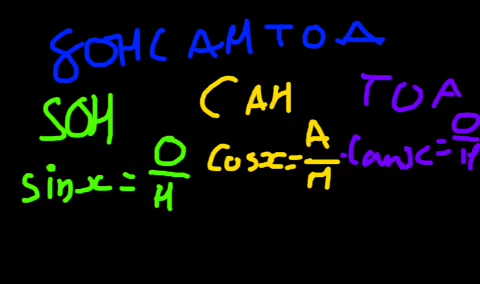 SOHCAHTOA
SOH CAH TOA
sinx = O/H cosx = A/H tanx = O/H